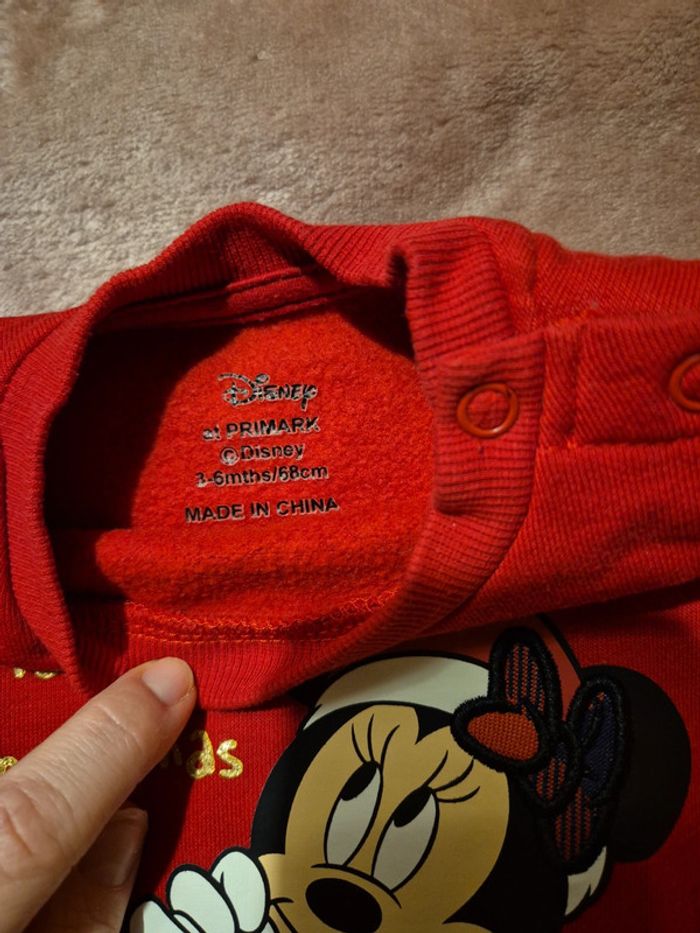 Disney
at PRIMARK
©Disney
3-6mths/68cm
MADE IN CHINA